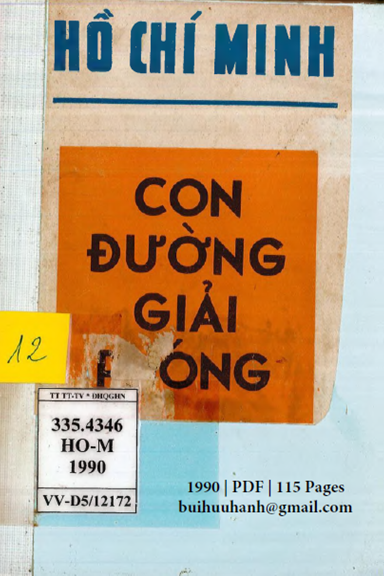 HỒ CHÍ MINH
CON
ĐƯỜNG
GIẢI
ÓNG
12
TT TT-TV * ĐHQGHN
335.4346
HO-M
1990
VV-D5/12172
1990 | PDF | 115 Pages
buihuuhanh@gmail.com